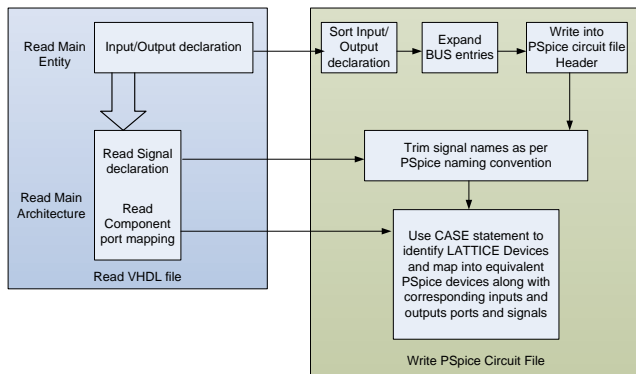 Read Main
Entity
Input/Output declaration
Sort Input/
Output
declaration
Expand
BUS entries
Write into
PSpice circuit file
Header
Read Main
Architecture
Read Signal
declaration
Read
Component
port mapping
Trim signal names as per
PSpice naming convention
Use CASE statement to
identify LATTICE Devices
and map into equivalent
PSpice devices along with
corresponding inputs and
outputs ports and signals
Read VHDL file
Write PSpice Circuit File